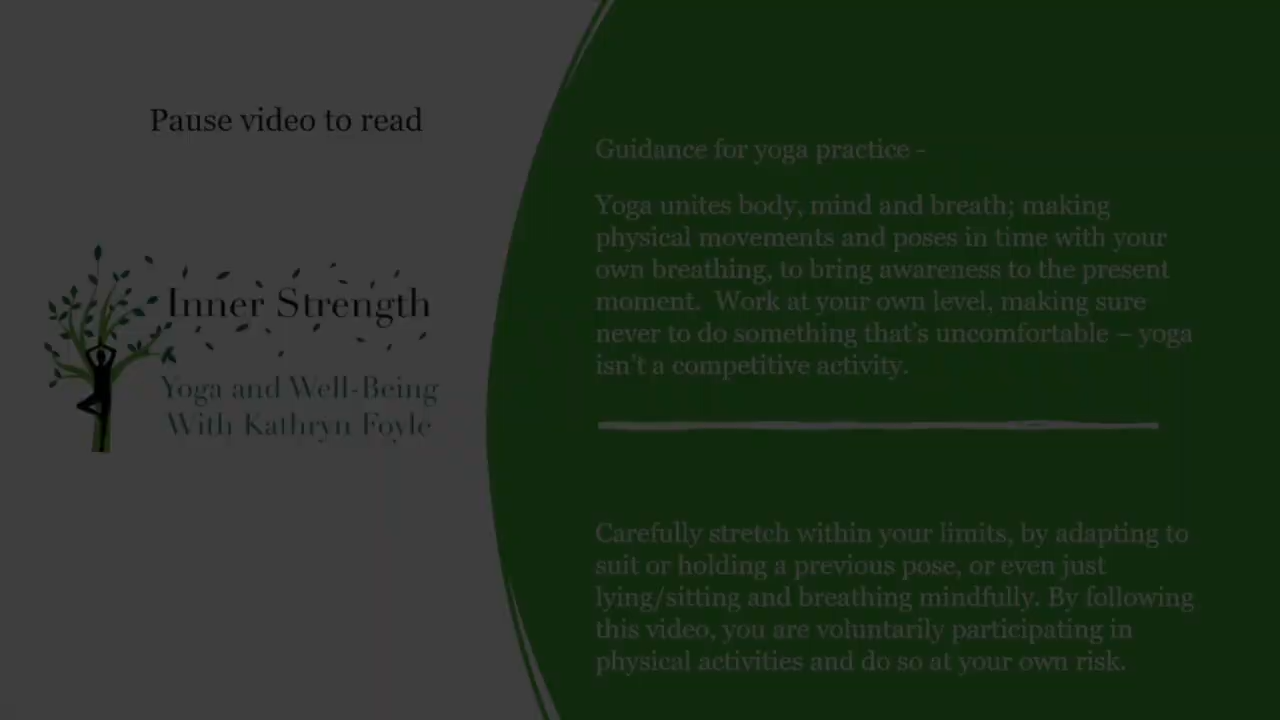 Pause video to read
Inner Strength
Yoga and Well-Being
With Kathryn Foyle
Guidance for yoga practice -
Yoga unites body, mind and breath; making
physical movements and poses in time with your
own breathing, to bring awareness to the present
moment.  Work at your own level, making sure
never to do something that's uncomfortable – yoga
isn't a competitive activity.
Carefully stretch within your limits, by adapting to
suit or holding a previous pose, or even just
lying/sitting and breathing mindfully. By following
this video, you are voluntarily participating in
physical activities and do so at your own risk.